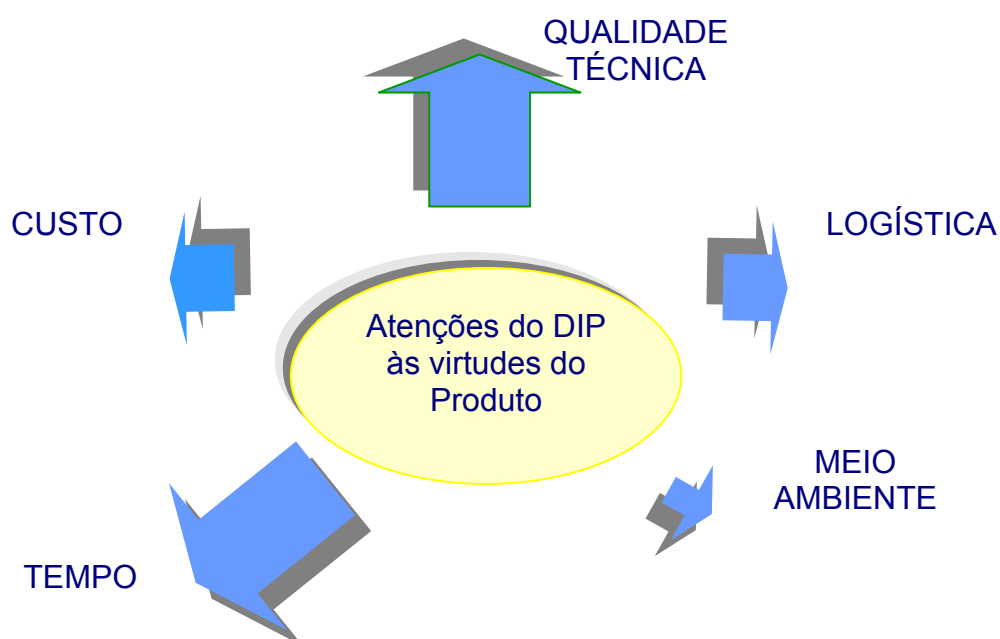 QUALIDADE
TÉCNICA
CUSTO
LOGÍSTICA
Atenções do DIP
às virtudes do
Produto
MEIO
AMBIENTE
TEMPO